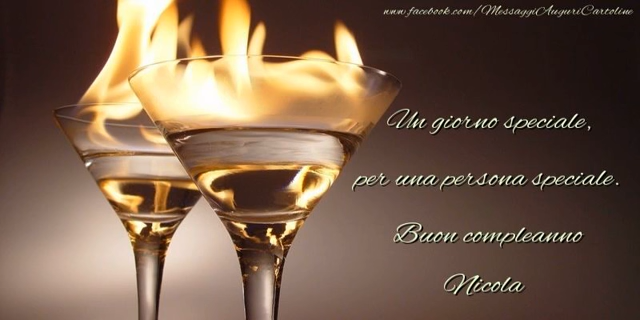 www.facebook.com/MessaggiAuguriCartoline
Un giorno speciale,
per una persona speciale.
Buon compleanno
Nicola